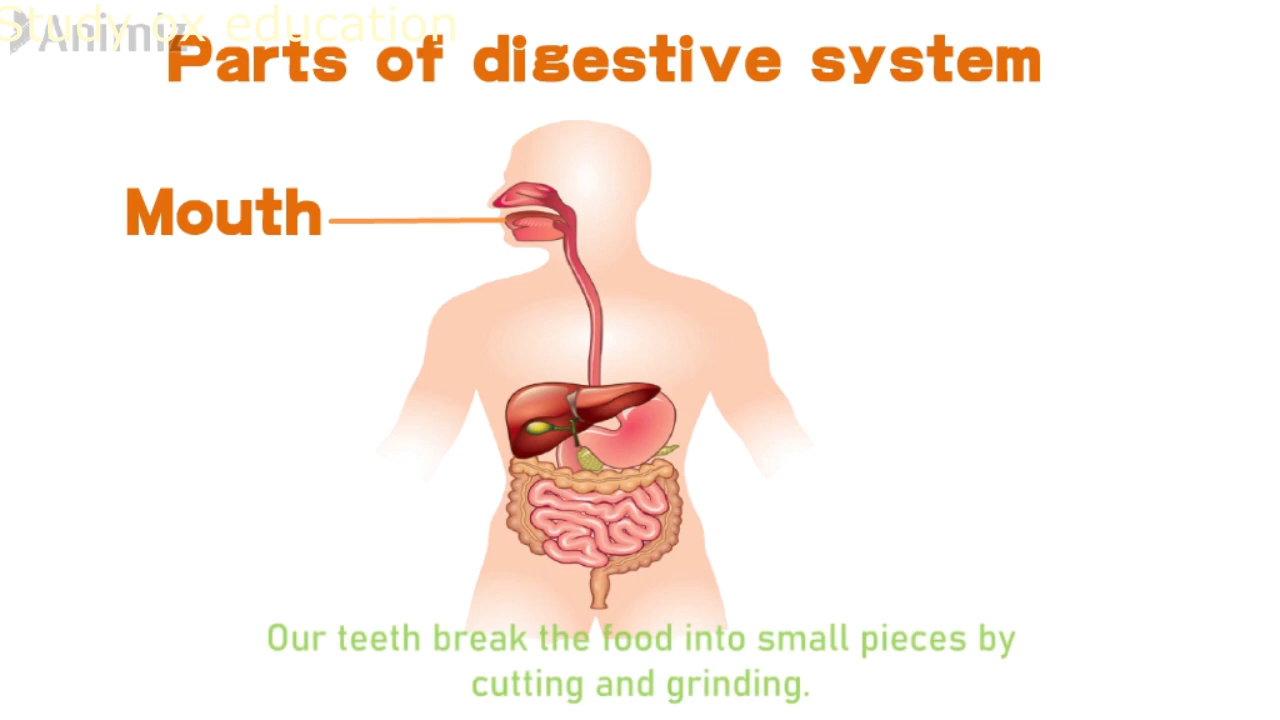 Study ox education
Animiz
Parts of digestive system
Mouth
Our teeth break the food into small pieces by
cutting and grinding.